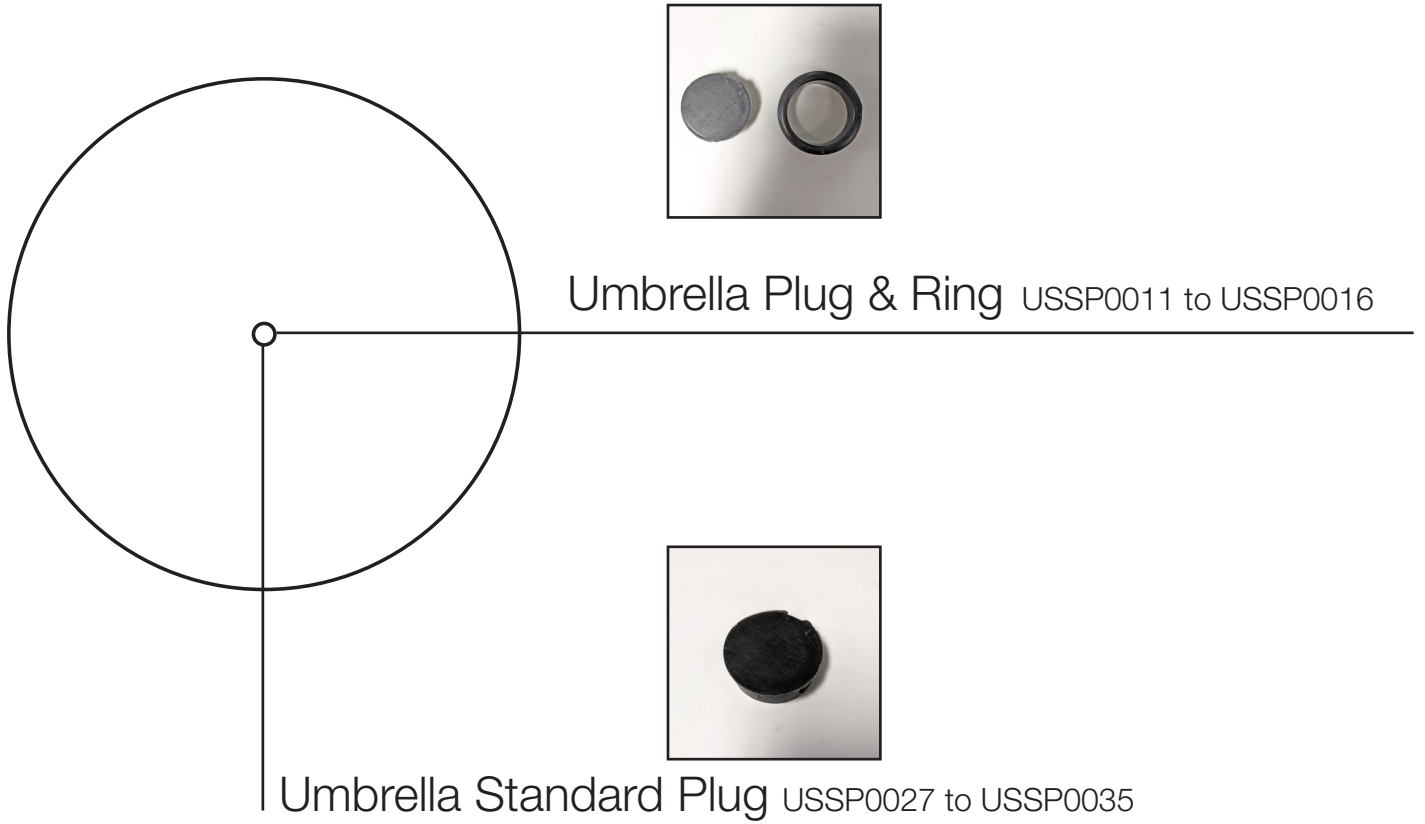 Umbrella Plug & Ring USSP0011 to USSP0016
Umbrella Standard Plug USSP0027 to USSP0035